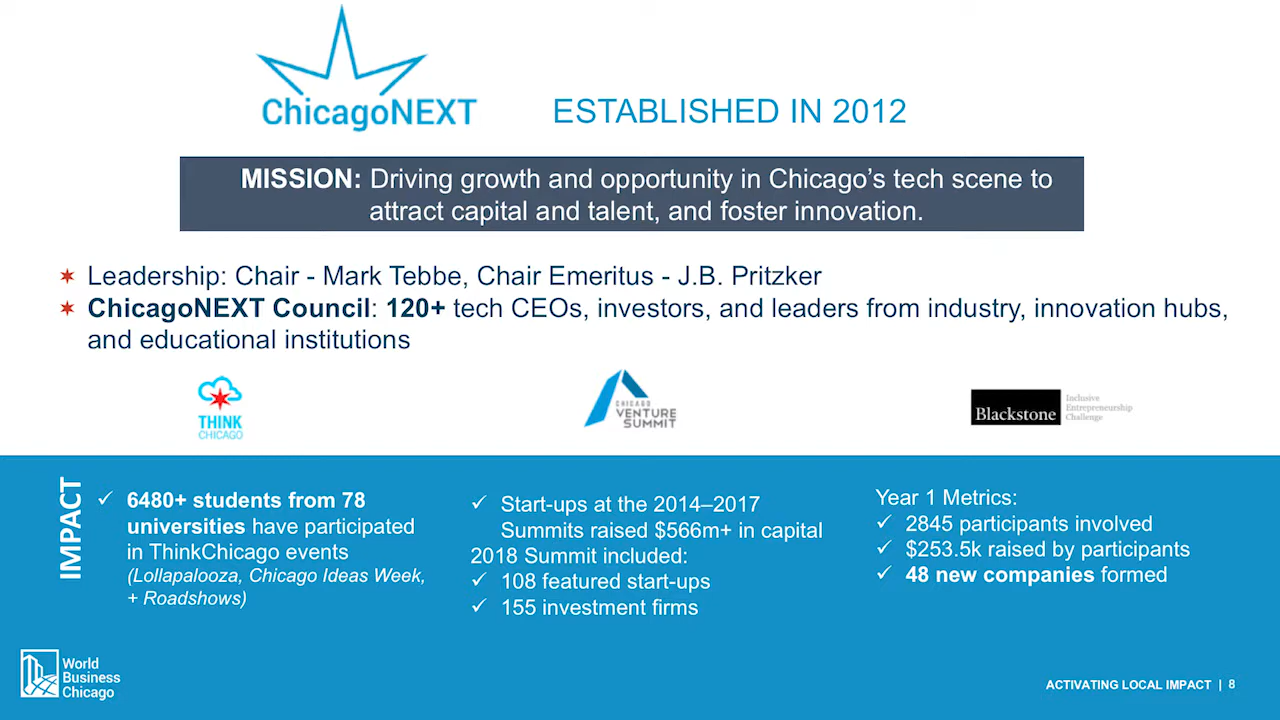 ChicagoNEXT
ESTABLISHED IN 2012
MISSION: Driving growth and opportunity in Chicago’s tech scene to
attract capital and talent, and foster innovation.
Leadership: Chair - Mark Tebbe, Chair Emeritus - J.B. Pritzker
ChicagoNEXT Council: 120+ tech CEOs, investors, and leaders from industry, innovation hubs,
and educational institutions
THINK
CHICAGO
CHICAGO
VENTURE
SUMMIT
Blackstone
Inclusive
Entrepreneurship
Challenge
IMPACT
6480+ students from 78
universities have participated
in ThinkChicago events
(Lollapalooza, Chicago Ideas Week,
+ Roadshows)
Start-ups at the 2014–2017
Summits raised $566m+ in capital
2018 Summit included:
108 featured start-ups
155 investment firms
Year 1 Metrics:
2845 participants involved
$253.5k raised by participants
48 new companies formed
World
Business
Chicago
ACTIVATING LOCAL IMPACT | 8